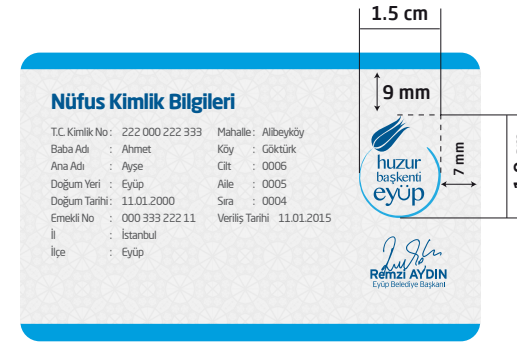 1.5 cm
9 mm
Nüfus Kimlik Bilgileri
T.C. Kimlik No : 222 000 222 333 Mahalle : Alibeyköy
Baba Adı : Ahmet Köy : Göktürk
Ana Adı : Ayşe Cilt : 0006
Doğum Yeri : Eyüp Aile : 0005
Doğum Tarihi : 11.01.2000 Sıra : 0004
Emekli No : 000 333 222 11 Veriliş Tarihi 11.01.2015
İl : İstanbul
İlçe : Eyüp
huzur
başkenti
eyüp
7 mm
Remzi AYDIN
Eyüp Belediye Başkanı